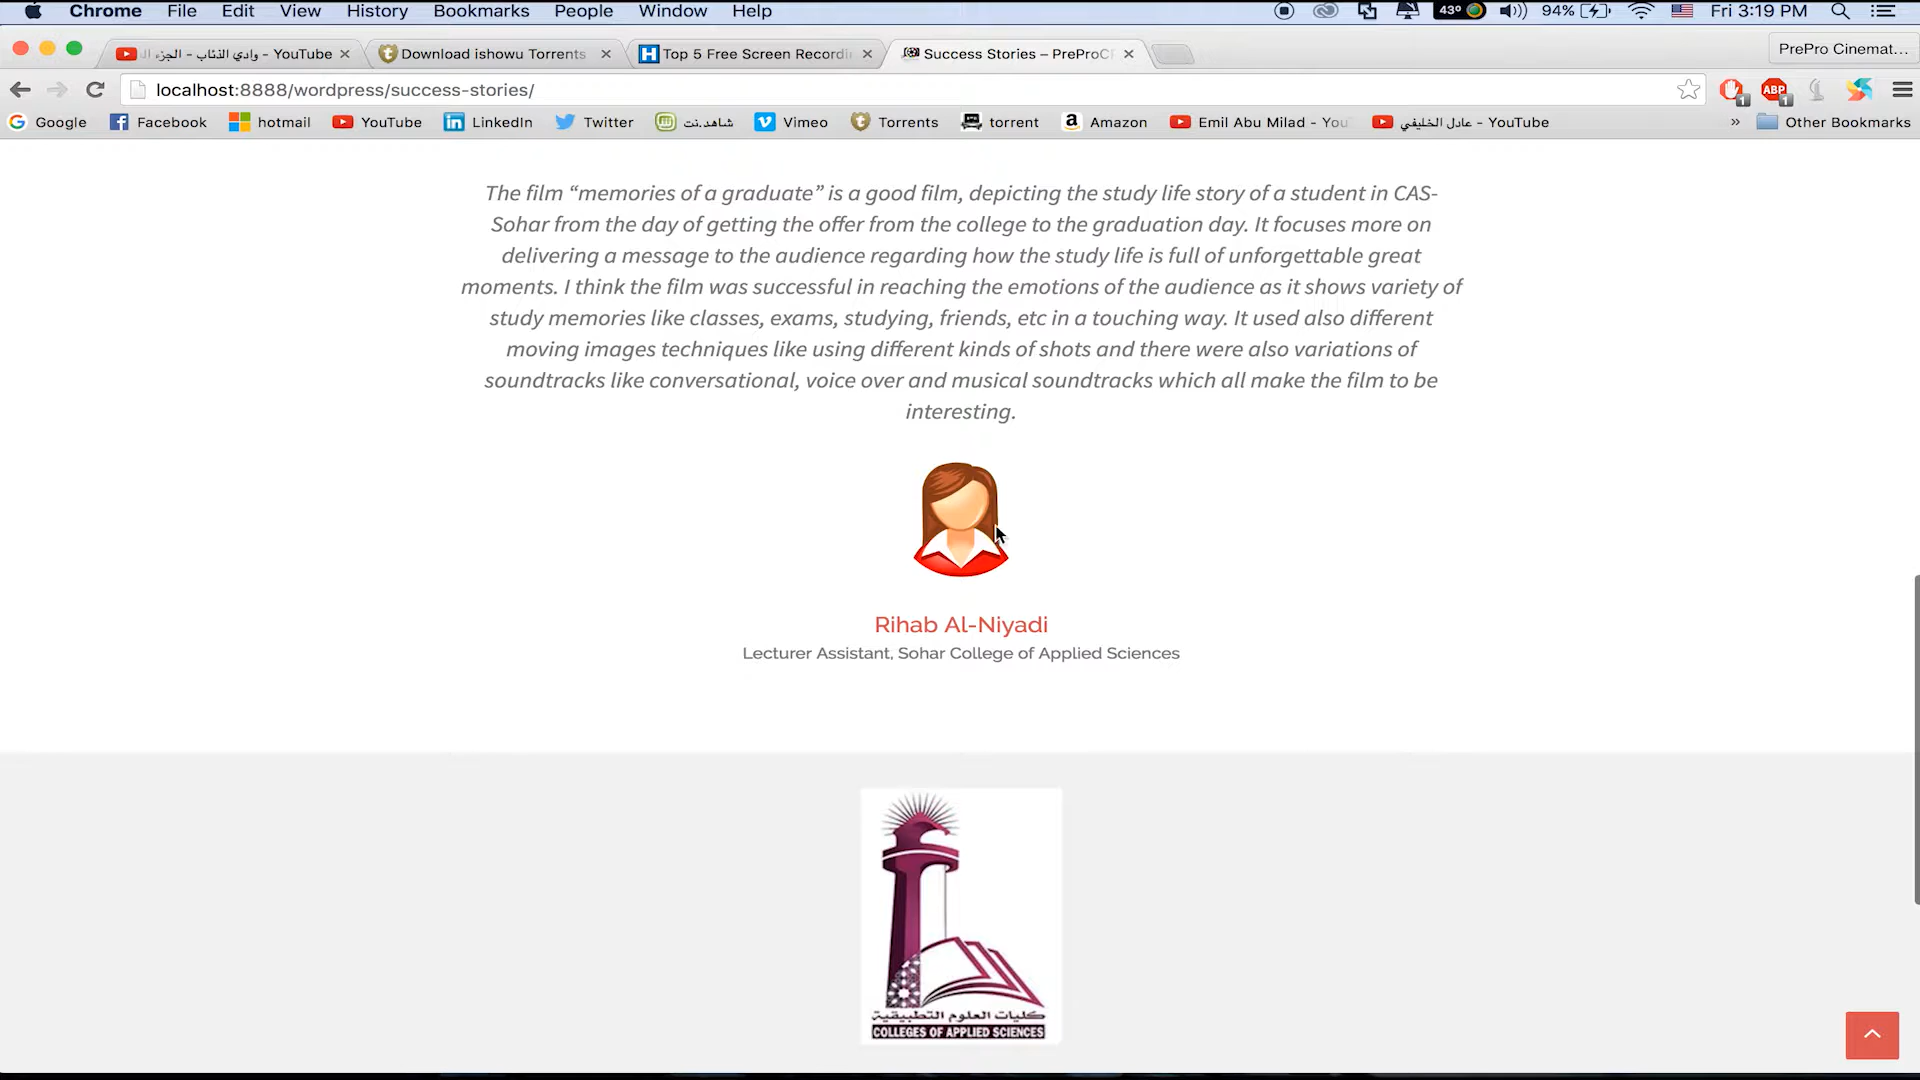 Chrome File Edit View History Bookmarks People Window Help 43° 94% Fri 3:19 PM
وادي الذئاب - الجزء ال - YouTube Download ishowu Torrents Top 5 Free Screen Recordi Success Stories – PreProC PrePro Cinemat...
localhost:8888/wordpress/success-stories/ 1 ABP 1
Google Facebook hotmail YouTube LinkedIn Twitter شاهد.نت Vimeo Torrents torrent Amazon Emil Abu Milad - You عادل الخليفي - YouTube » Other Bookmarks
The film “memories of a graduate” is a good film, depicting the study life story of a student in CAS-
Sohar from the day of getting the offer from the college to the graduation day. It focuses more on
delivering a message to the audience regarding how the study life is full of unforgettable great
moments. I think the film was successful in reaching the emotions of the audience as it shows variety of
study memories like classes, exams, studying, friends, etc in a touching way. It used also different
moving images techniques like using different kinds of shots and there were also variations of
soundtracks like conversational, voice over and musical soundtracks which all make the film to be
interesting.
Rihab Al-Niyadi
Lecturer Assistant, Sohar College of Applied Sciences
كليات العلوم التطبيقية
COLLEGES OF APPLIED SCIENCES